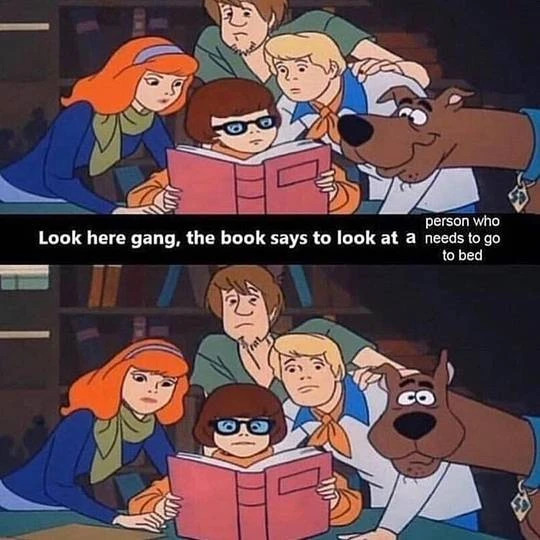 Look here gang, the book says to look at a person who
needs to go
to bed